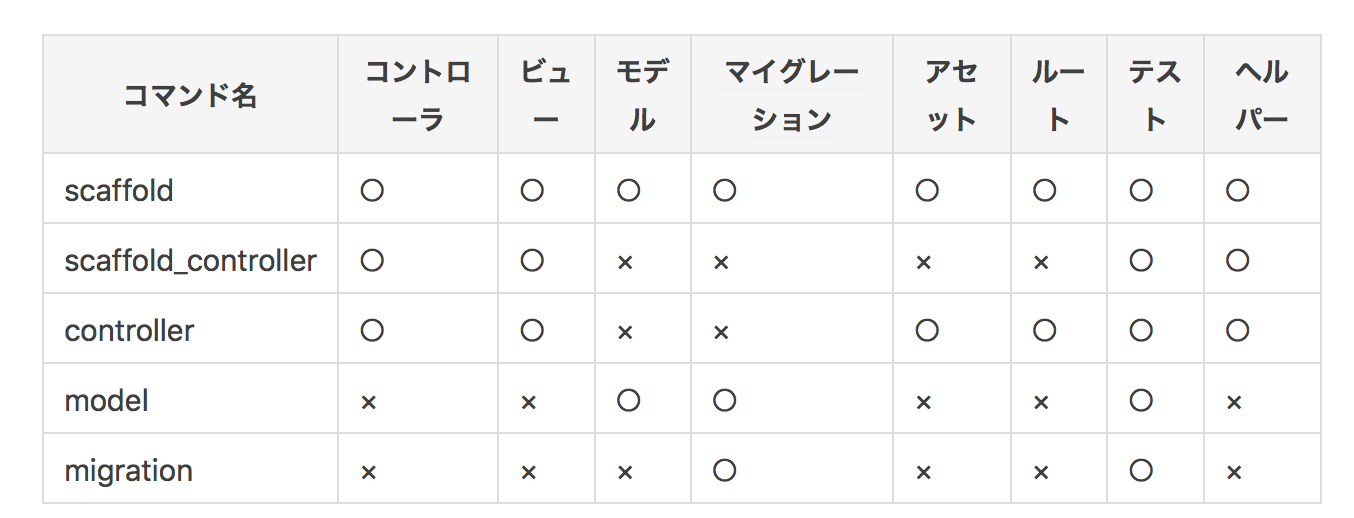 コマンド名 コントローラ ビュー モデル マイグレーション アセット ルート テスト ヘルパー
scaffold ○ ○ ○ ○ ○ ○ ○ ○
scaffold_controller ○ ○ × × × × ○ ○
controller ○ ○ × × ○ ○ ○ ○
model × × ○ ○ × × ○ ×
migration × × × ○ × × ○ ×